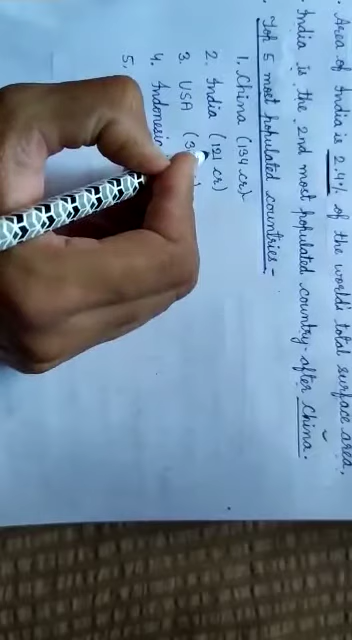 · Area of India is 2.4% of the world's total surface area.
· India is the 2nd most populated country after China.
· Top 5 most populated countries -
1. China (134 cr)
2. India (121 cr)
3. USA (3
4. Indonesia
5.